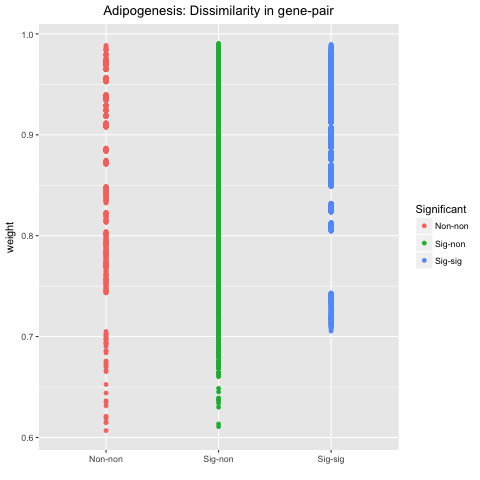 Adipogenesis: Dissimilarity in gene-pair
1.0
0.9
0.8
0.7
0.6
weight
Non-non
Sig-non
Sig-sig
Significant
Non-non
Sig-non
Sig-sig